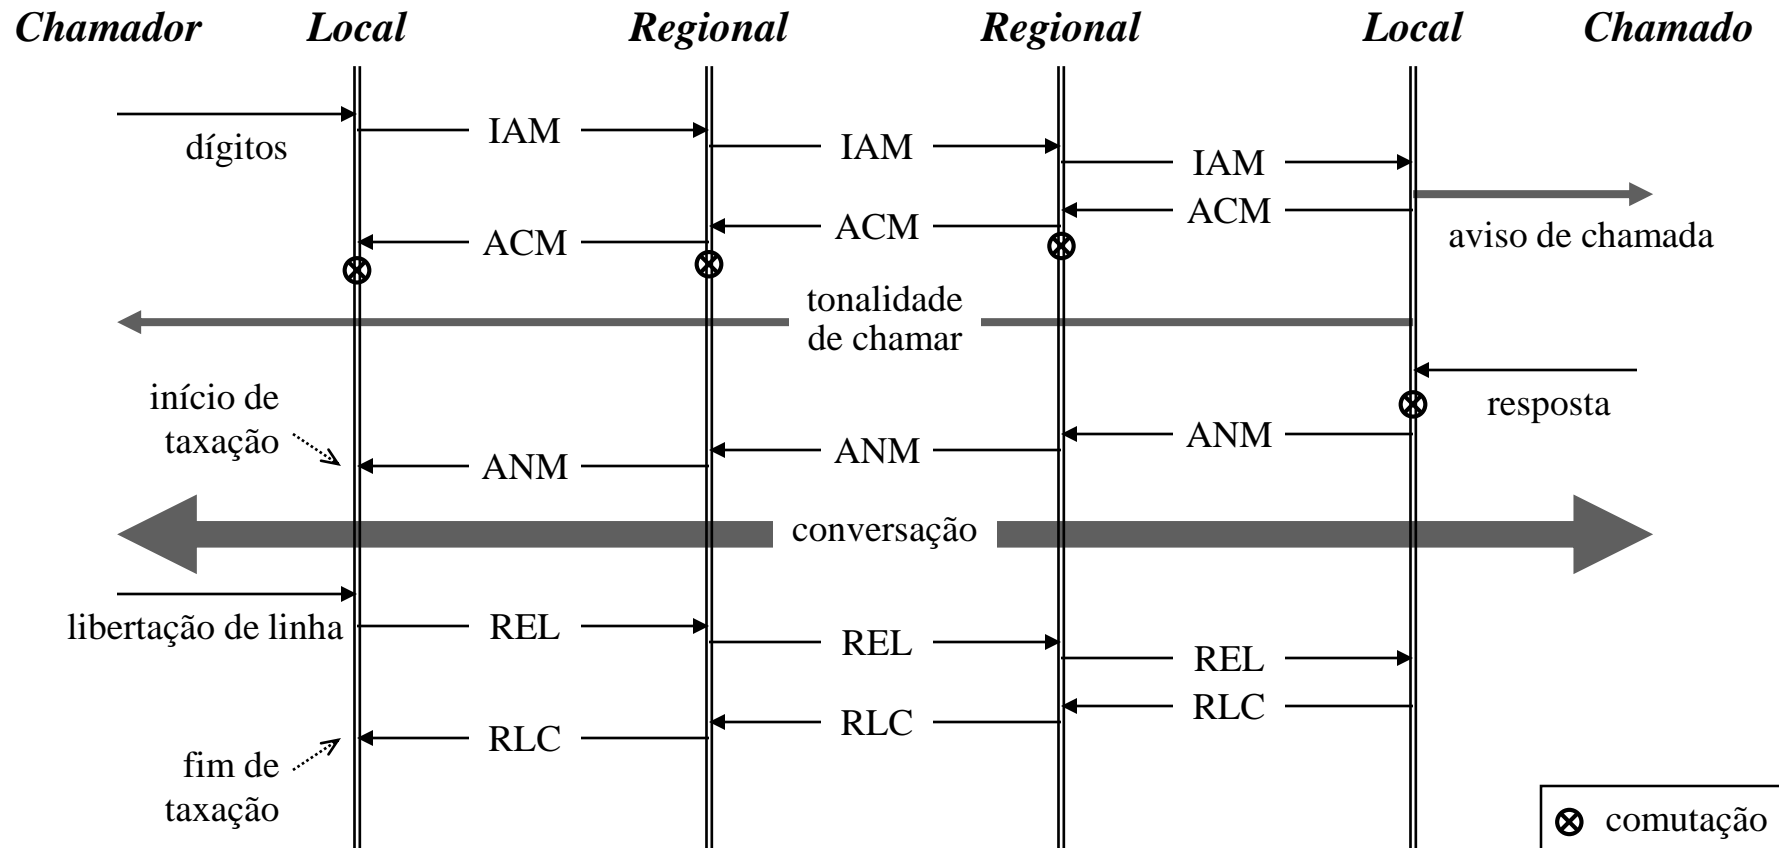 Chamador Local Regional Regional Local Chamado
dígitos
IAM
IAM
IAM
ACM
ACM
ACM
aviso de chamada
tonalidade
de chamar
resposta
início de
taxação
ANM
ANM
ANM
conversação
libertação de linha
REL
REL
REL
RLC
RLC
RLC
fim de
taxação
comutação